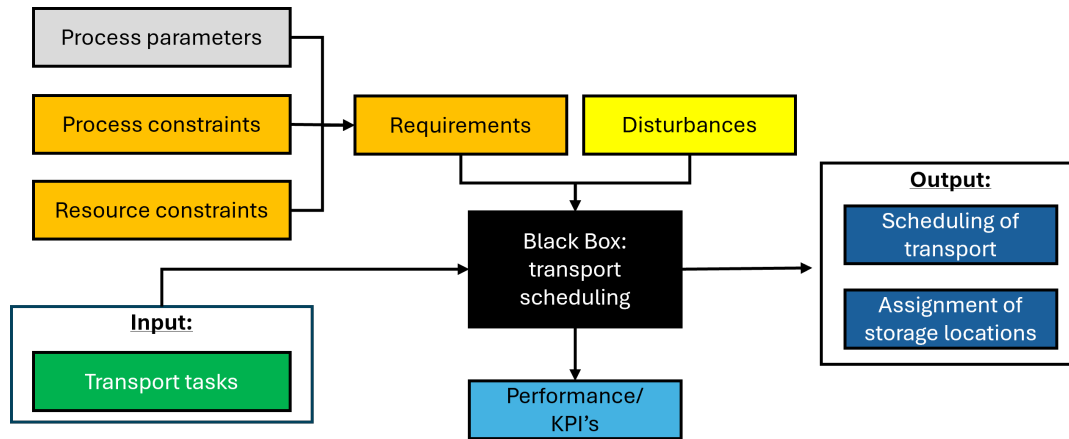 Process parameters
Process constraints
Resource constraints
Requirements
Disturbances
Black Box:
transport
scheduling
Input:
Transport tasks
Output:
Scheduling of
transport
Assignment of
storage locations
Performance/
KPI's